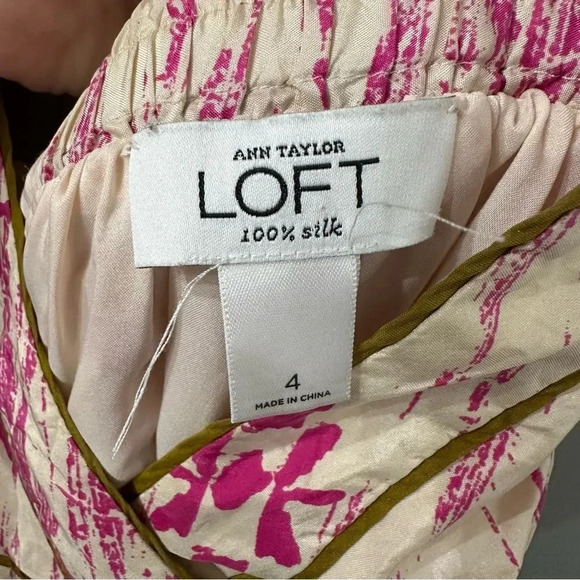 ANN TAYLOR
LOFT
100% silk
4
MADE IN CHINA